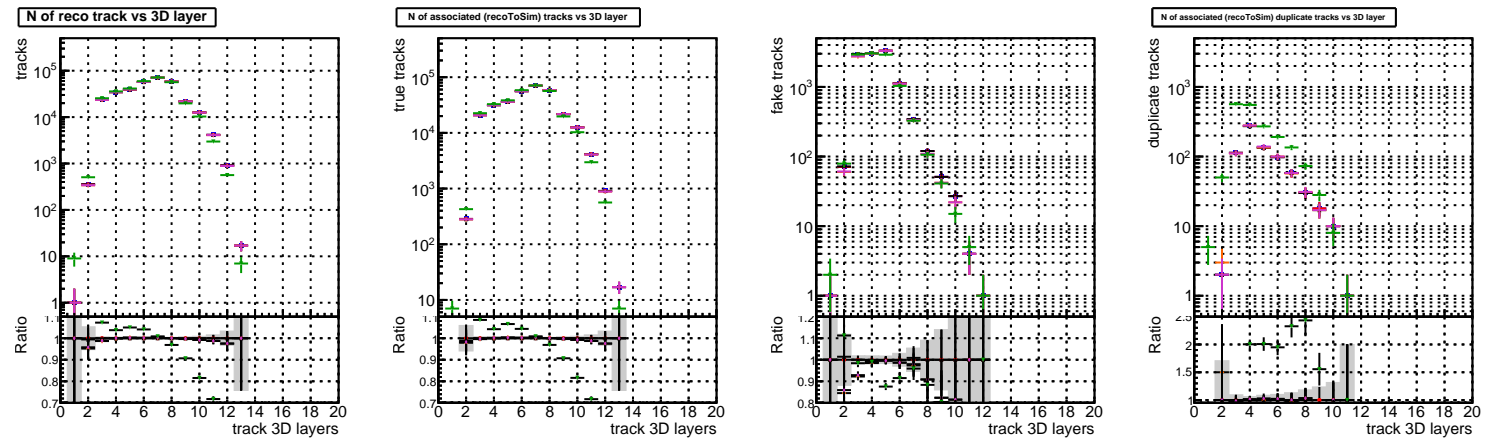 N of reco track vs 3D layer
tracks
10^5
10^4
10^3
10^2
10
1
Ratio
1.1
1
0.9
0.8
0.7
0 2 4 6 8 10 12 14 16 18 20
track 3D layers
N of associated (recoToSim) tracks vs 3D layer
true tracks
10^5
10^4
10^3
10^2
10
Ratio
1.1
1
0.9
0.8
0.7
0 2 4 6 8 10 12 14 16 18 20
track 3D layers
fake tracks
10^3
10^2
10
1
Ratio
1.2
1.1
1
0.9
0.8
0 2 4 6 8 10 12 14 16 18 20
track 3D layers
N of associated (recoToSim) duplicate tracks vs 3D layer
duplicate tracks
10^3
10^2
10
1
Ratio
2.5
2
1.5
1
0 2 4 6 8 10 12 14 16 18 20
track 3D layers